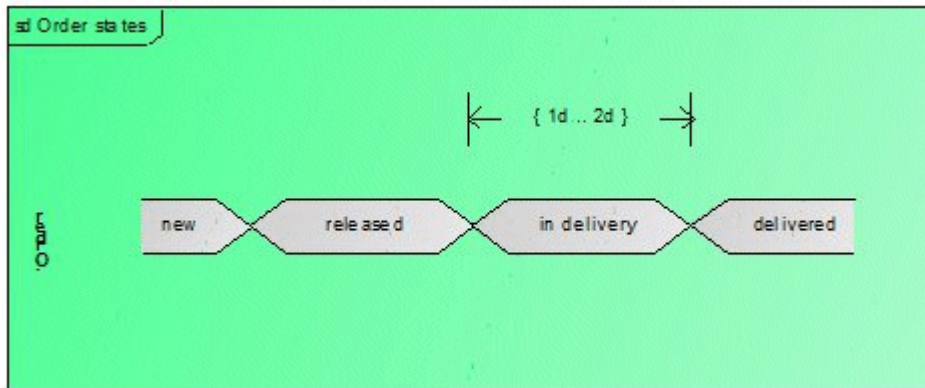 sd Order states
{ 1d ... 2d }
new
released
in delivery
delivered